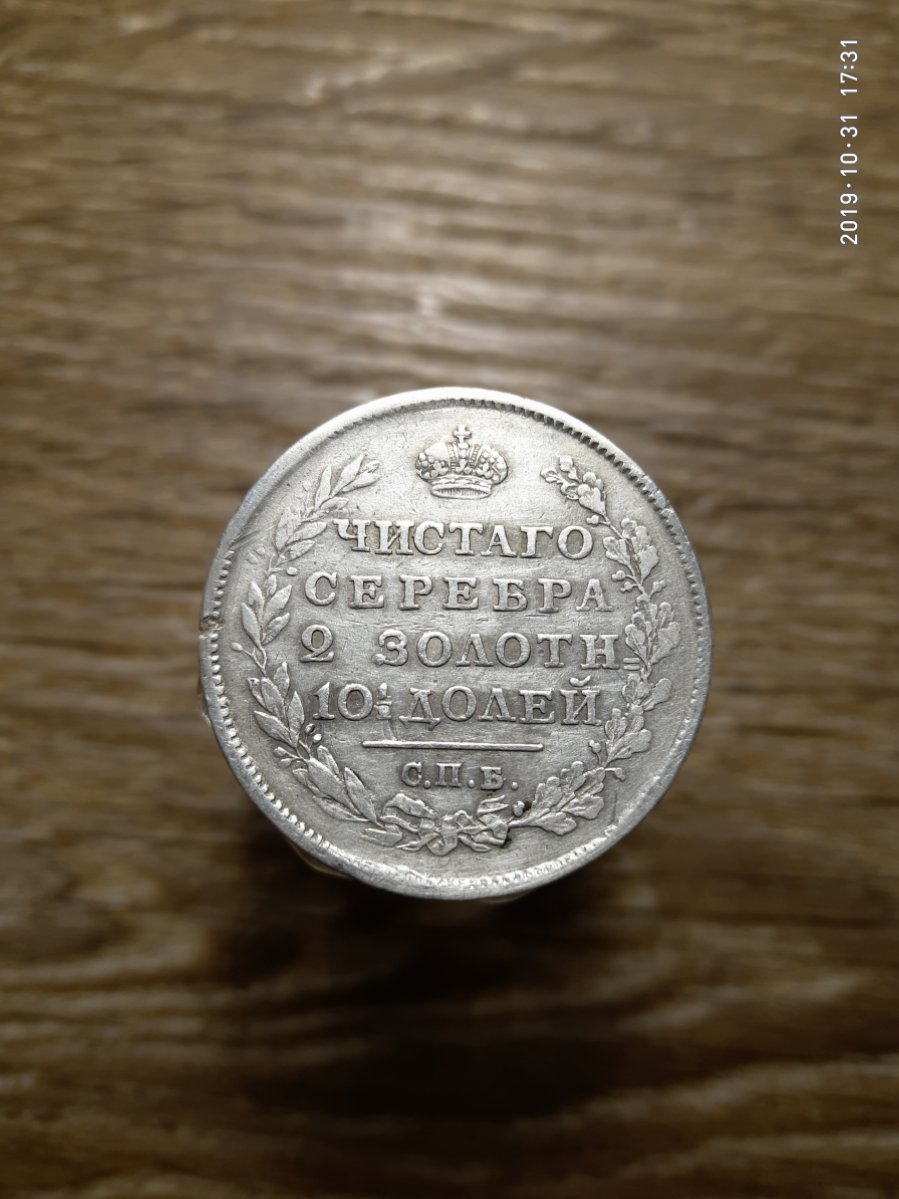 2019·10·31 17:31
ЧИСТАГО
СЕРЕБРА
2 ЗОЛОТН=
10½ ДОЛЕЙ
С.П.Б.